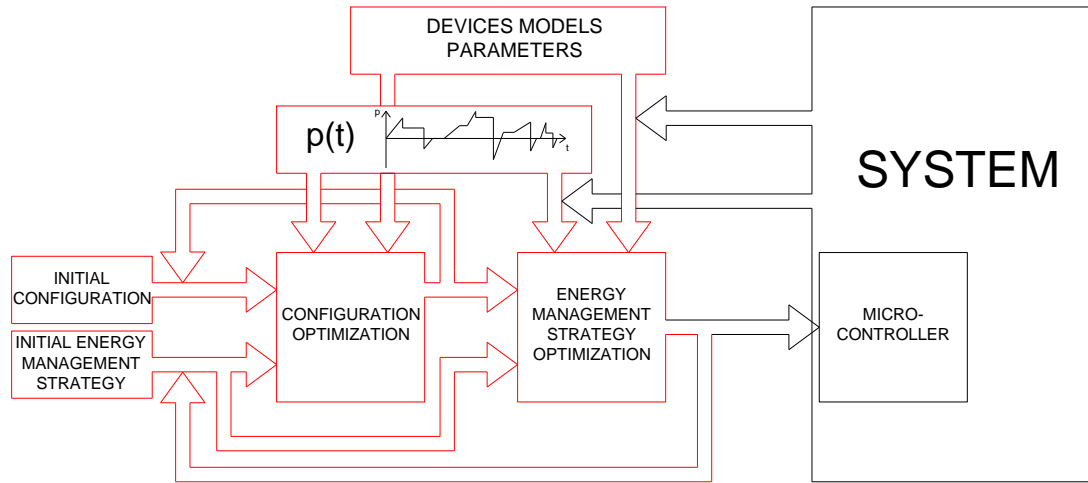 DEVICES MODELS
PARAMETERS
p(t)
p
t
SYSTEM
INITIAL
CONFIGURATION
CONFIGURATION
OPTIMIZATION
ENERGY
MANAGEMENT
STRATEGY
OPTIMIZATION
MICRO-
CONTROLLER
INITIAL ENERGY
MANAGEMENT
STRATEGY